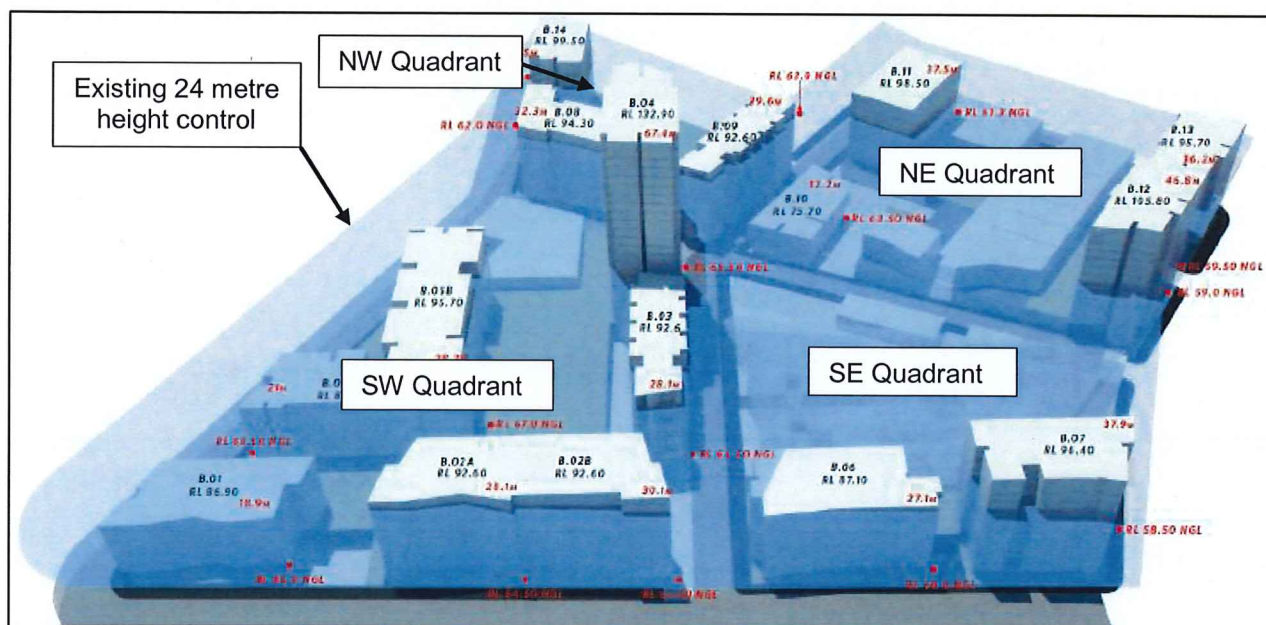 B.14
RL 99.50
NW Quadrant
Existing 24 metre
height control
32.3M
B.08
RL 94.30
RL 62.0 NGL
B.04
RL 132.90
67.4M
B.09
RL 92.60
29.6M
RL 62.9 NGL
B.11
RL 98.50
37.5M
RL 61.2 NGL
NE Quadrant
B.13
RL 95.70
36.2M
46.8M
B.12
RL 105.80
12.2M
B.10
RL 75.70
RL 63.50 NGL
RL 59.50 NGL
RL 59.0 NGL
B.05B
RL 95.70
B.03
RL 92.6
28.1M
SW Quadrant
SE Quadrant
21M
RL 67.0 NGL
B.01
RL 86.90
18.9M
B.02A
RL 92.60
28.1M
B.02B
RL 92.60
30.1M
B.06
RL 87.10
27.1M
B.07
RL 96.40
37.9M
RL 58.50 NGL